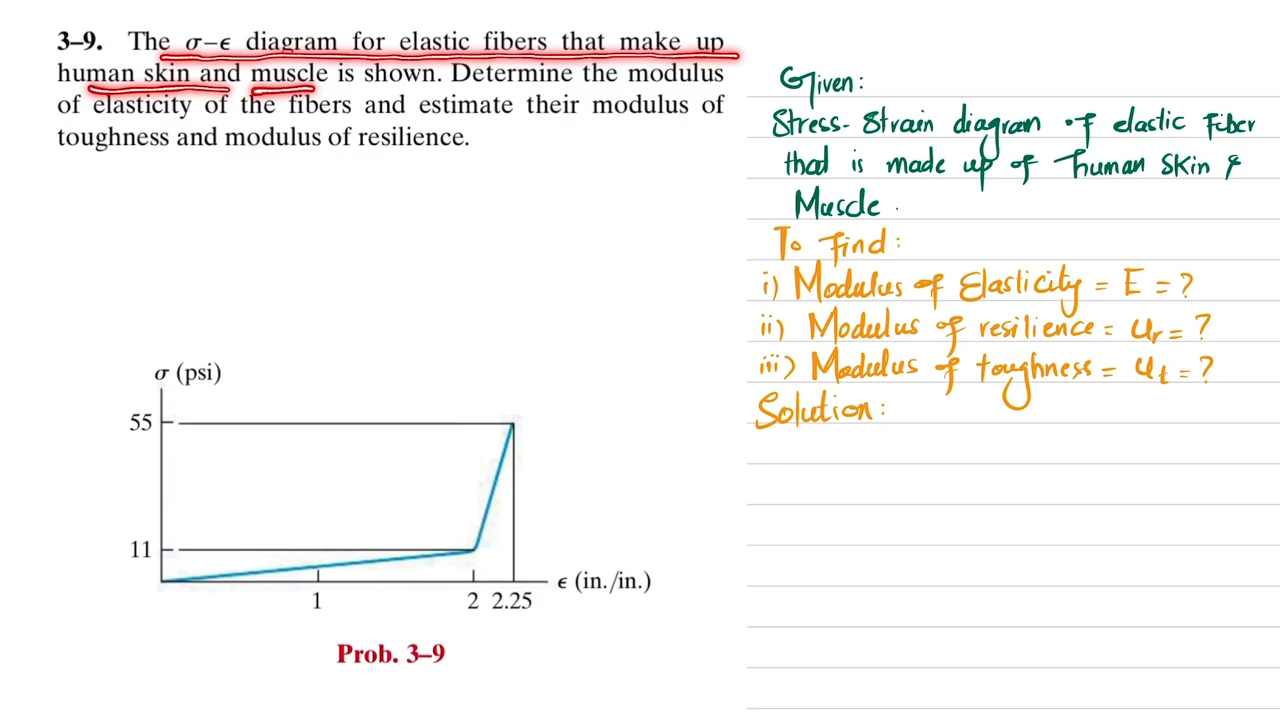 3–9. The σ–ϵ diagram for elastic fibers that make up
human skin and muscle is shown. Determine the modulus
of elasticity of the fibers and estimate their modulus of
toughness and modulus of resilience.
Given:
Stress-Strain diagram of elastic Fiber
that is made up of human Skin &
Muscle.
To Find:
i) Modulus of Elasticity = E = ?
ii) Modulus of resilience = ur = ?
iii) Modulus of toughness = ut = ?
Solution:
σ (psi)
55
11
ϵ (in./in.)
1
2 2.25
Prob. 3–9